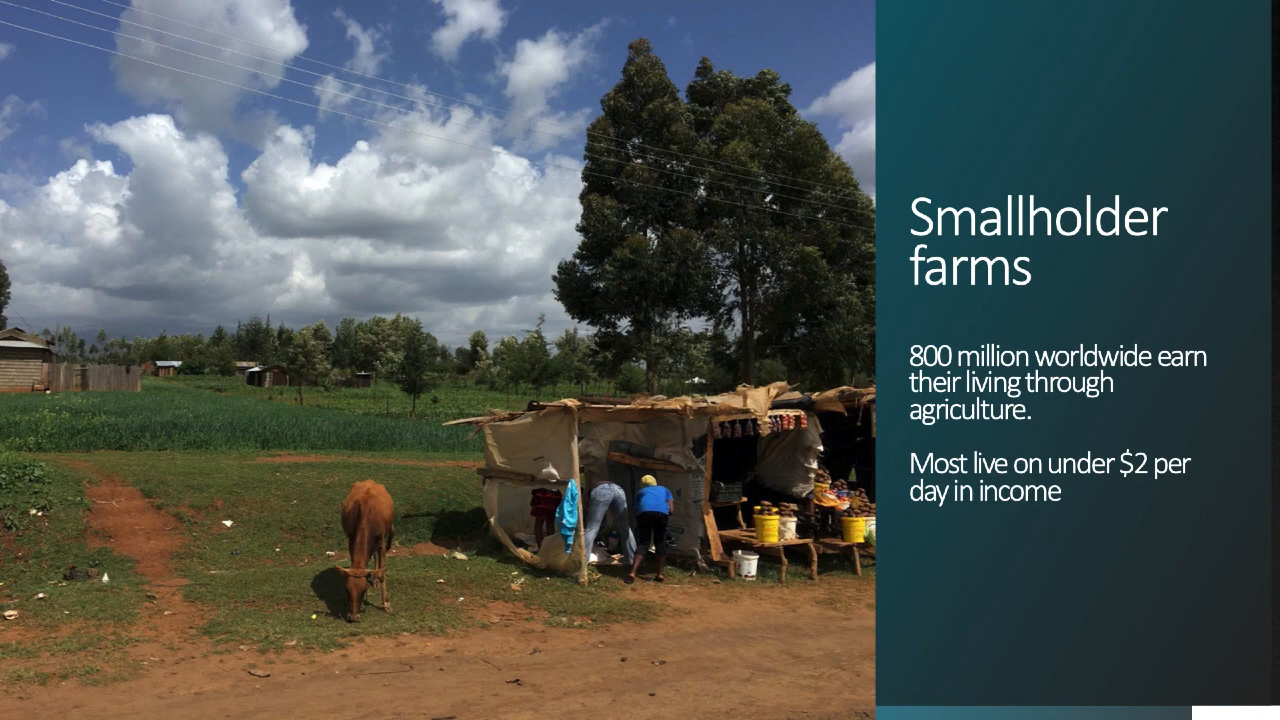 Smallholder
farms
800 million worldwide earn
their living through
agriculture.
Most live on under $2 per
day in income